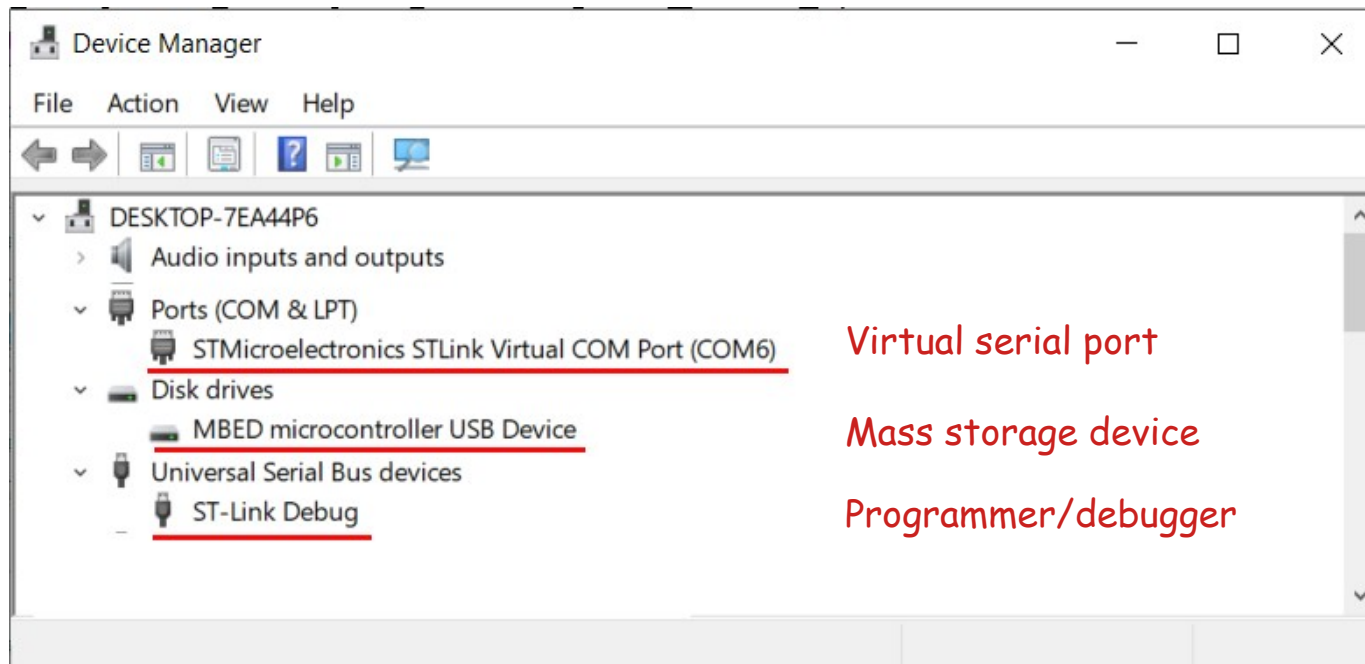 Device Manager
File Action View Help
DESKTOP-7EA44P6
Audio inputs and outputs
Ports (COM & LPT)
STMicroelectronics STLink Virtual COM Port (COM6) Virtual serial port
Disk drives
MBED microcontroller USB Device Mass storage device
Universal Serial Bus devices
ST-Link Debug Programmer/debugger